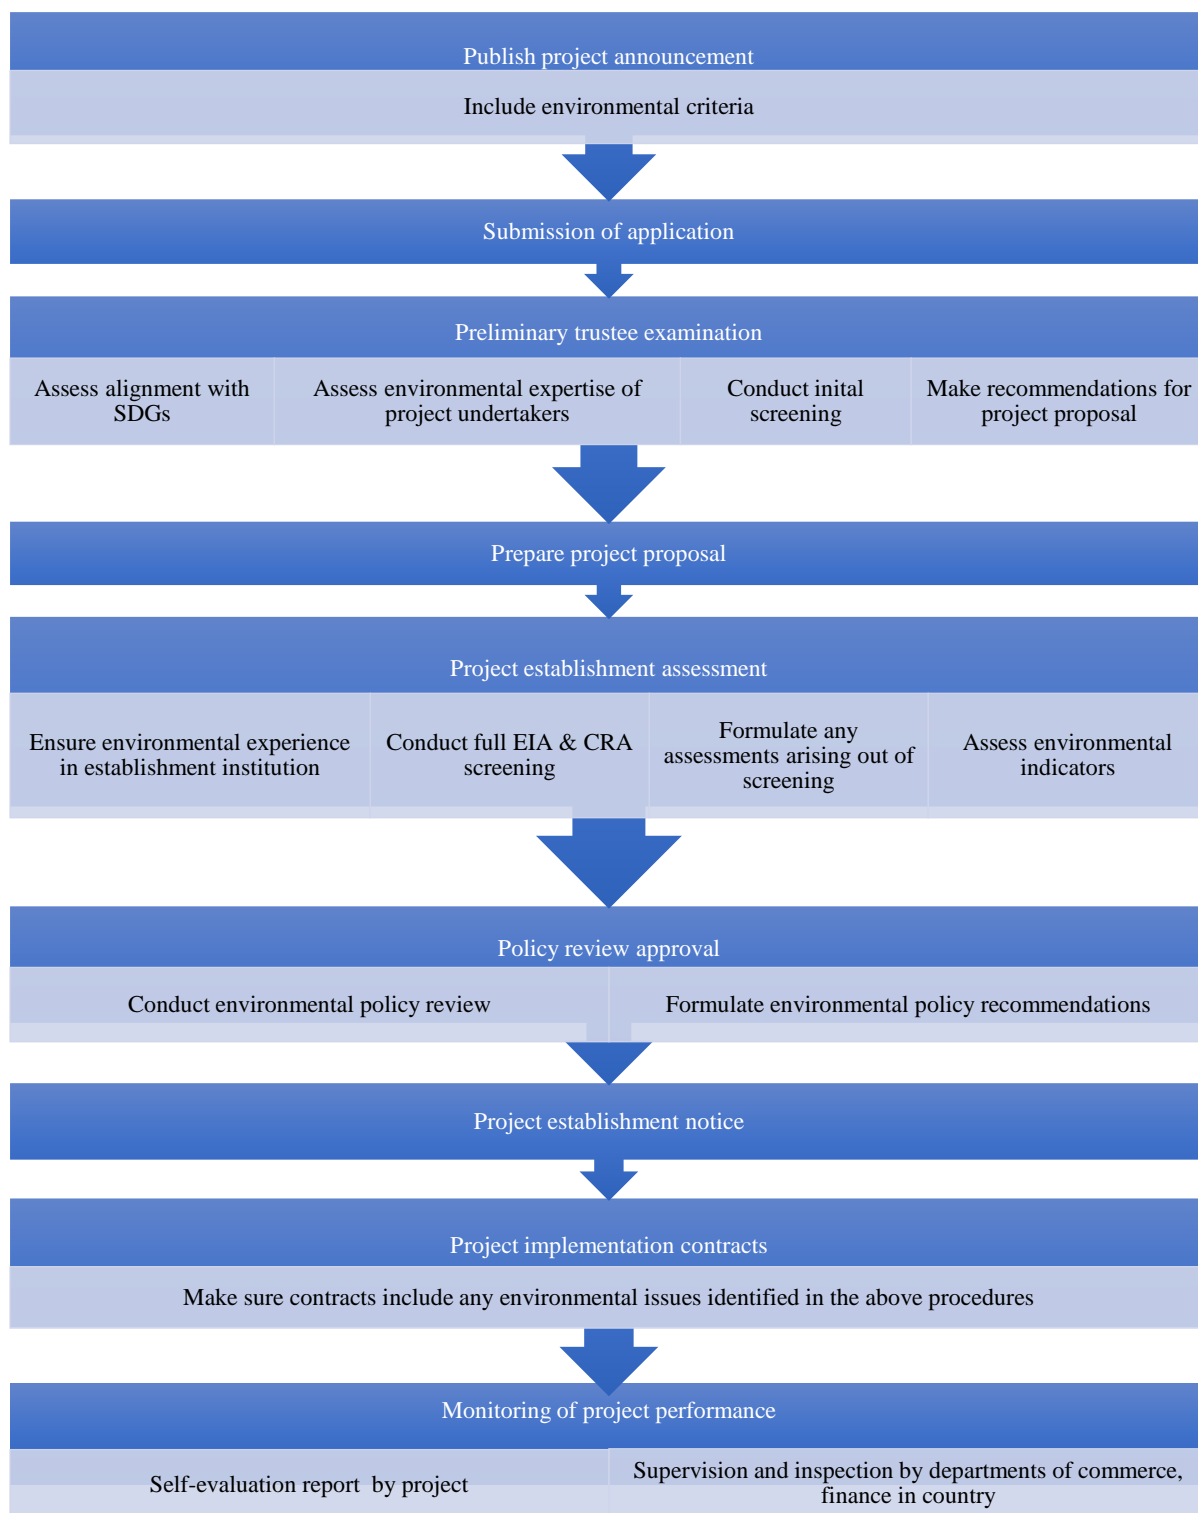 Publish project announcement
Include environmental criteria
Submission of application
Preliminary trustee examination
Assess alignment with
SDGs
Assess environmental expertise of
project undertakers
Conduct inital
screening
Make recommendations for
project proposal
Prepare project proposal
Project establishment assessment
Ensure environmental experience
in establishment institution
Conduct full EIA & CRA
screening
Formulate any
assessments arising out of
screening
Assess environmental
indicators
Policy review approval
Conduct environmental policy review
Formulate environmental policy recommendations
Project establishment notice
Project implementation contracts
Make sure contracts include any environmental issues identified in the above procedures
Monitoring of project performance
Self-evaluation report by project
Supervision and inspection by departments of commerce,
finance in country